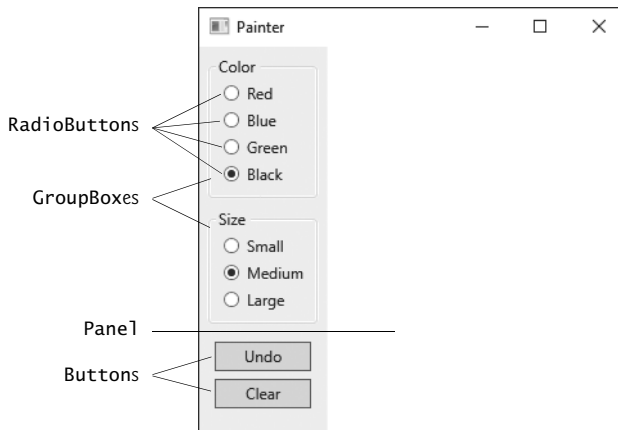 Painter
Color
Red
RadioButtons
Blue
Green
Black
GroupBoxes
Size
Small
Medium
Large
Panel
Undo
Buttons
Clear